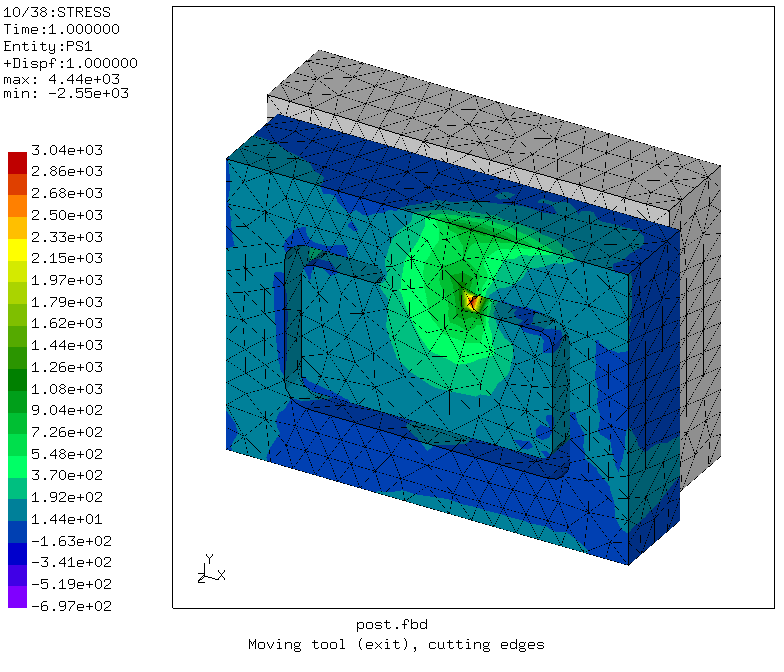 10/38:STRESS
Time:1.000000
Entity:PS1
+Dispf:1.000000
max: 4.44e+03
min: -2.55e+03
3.04e+03
2.86e+03
2.68e+03
2.50e+03
2.33e+03
2.15e+03
1.97e+03
1.79e+03
1.62e+03
1.44e+03
1.26e+03
1.08e+03
9.04e+02
7.26e+02
5.48e+02
3.70e+02
1.92e+02
1.44e+01
-1.63e+02
-3.41e+02
-5.19e+02
-6.97e+02
Y
Z X
post.fbd
Moving tool (exit), cutting edges